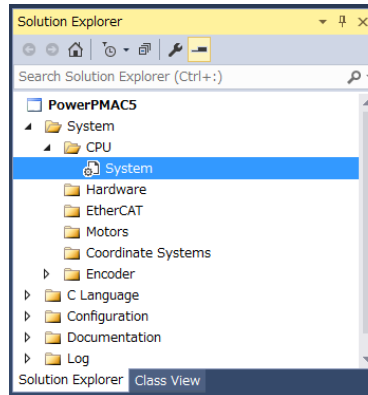 Solution Explorer
Search Solution Explorer (Ctrl+:)
PowerPMAC5
System
CPU
System
Hardware
EtherCAT
Motors
Coordinate Systems
Encoder
C Language
Configuration
Documentation
Log
Solution Explorer Class View